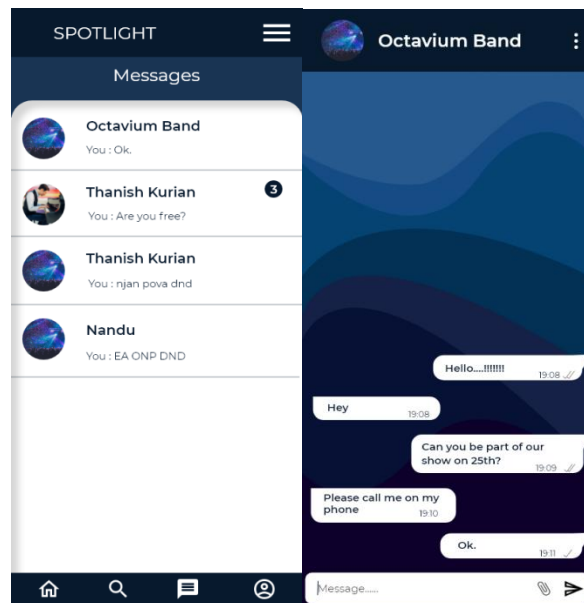 SPOTLIGHT
Messages
Octavium Band
You : Ok.
Thanish Kurian
3
You : Are you free?
Thanish Kurian
You : njan pova dnd
Nandu
You : EA ONP DND
Octavium Band
Hello....!!!!!!!
19:08
Hey
19:08
Can you be part of our
show on 25th?
19:09
Please call me on my
phone
19:10
Ok.
19:11
Message......